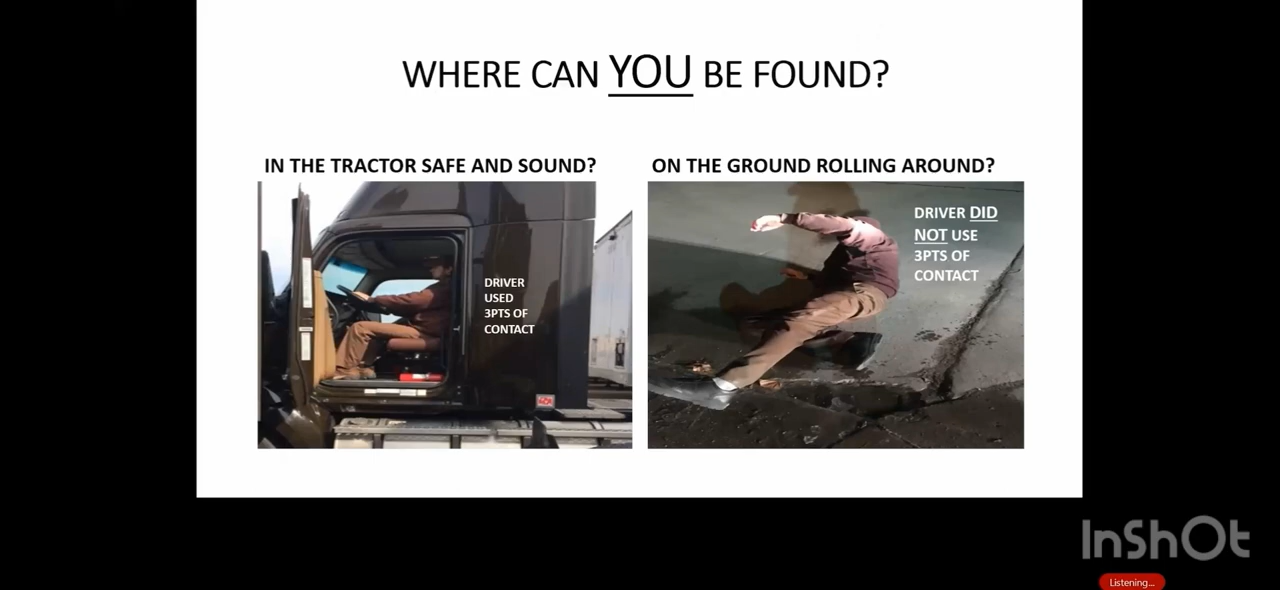 WHERE CAN YOU BE FOUND?
IN THE TRACTOR SAFE AND SOUND?
DRIVER
USED
3PTS OF
CONTACT
ON THE GROUND ROLLING AROUND?
DRIVER DID
NOT USE
3PTS OF
CONTACT
InShOt
Listening...